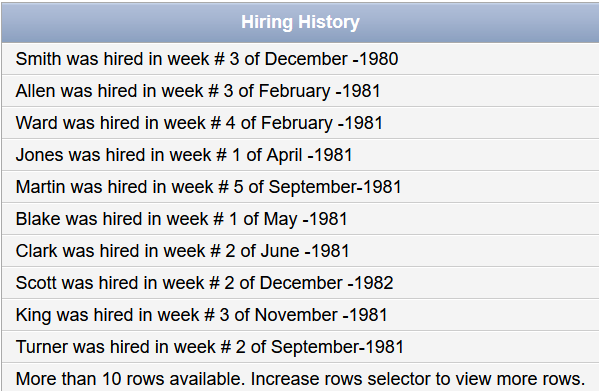 Hiring History
Smith was hired in week # 3 of December -1980
Allen was hired in week # 3 of February -1981
Ward was hired in week # 4 of February -1981
Jones was hired in week # 1 of April -1981
Martin was hired in week # 5 of September-1981
Blake was hired in week # 1 of May -1981
Clark was hired in week # 2 of June -1981
Scott was hired in week # 2 of December -1982
King was hired in week # 3 of November -1981
Turner was hired in week # 2 of September-1981
More than 10 rows available. Increase rows selector to view more rows.